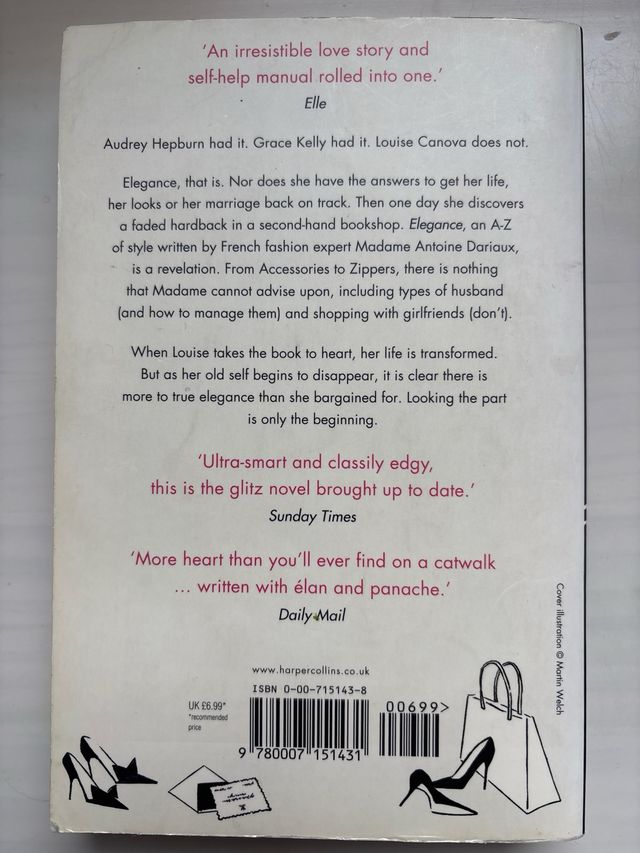 ‘An irresistible love story and
self-help manual rolled into one.’
Elle
Audrey Hepburn had it. Grace Kelly had it. Louise Canova does not.
Elegance, that is. Nor does she have the answers to get her life,
her looks or her marriage back on track. Then one day she discovers
a faded hardback in a second-hand bookshop. Elegance, an A-Z
of style written by French fashion expert Madame Antoine Dariaux,
is a revelation. From Accessories to Zippers, there is nothing
that Madame cannot advise upon, including types of husband
(and how to manage them) and shopping with girlfriends (don’t).
When Louise takes the book to heart, her life is transformed.
But as her old self begins to disappear, it is clear there is
more to true elegance than she bargained for. Looking the part
is only the beginning.
‘Ultra-smart and classily edgy,
this is the glitz novel brought up to date.’
Sunday Times
‘More heart than you’ll ever find on a catwalk
... written with élan and panache.’
Daily Mail
Cover illustration © Martin Welch
www.harpercollins.co.uk
ISBN 0-00-715143-8
UK £6.99*
*recommended
price
00699>
9 780007 151431